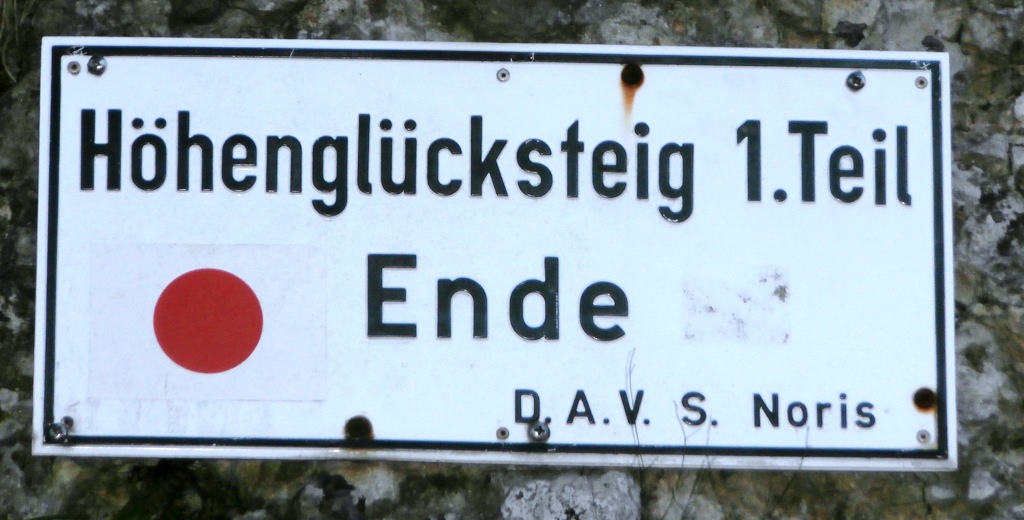 Höhenglücksteig 1.Teil
Ende
D.A.V. S. Noris